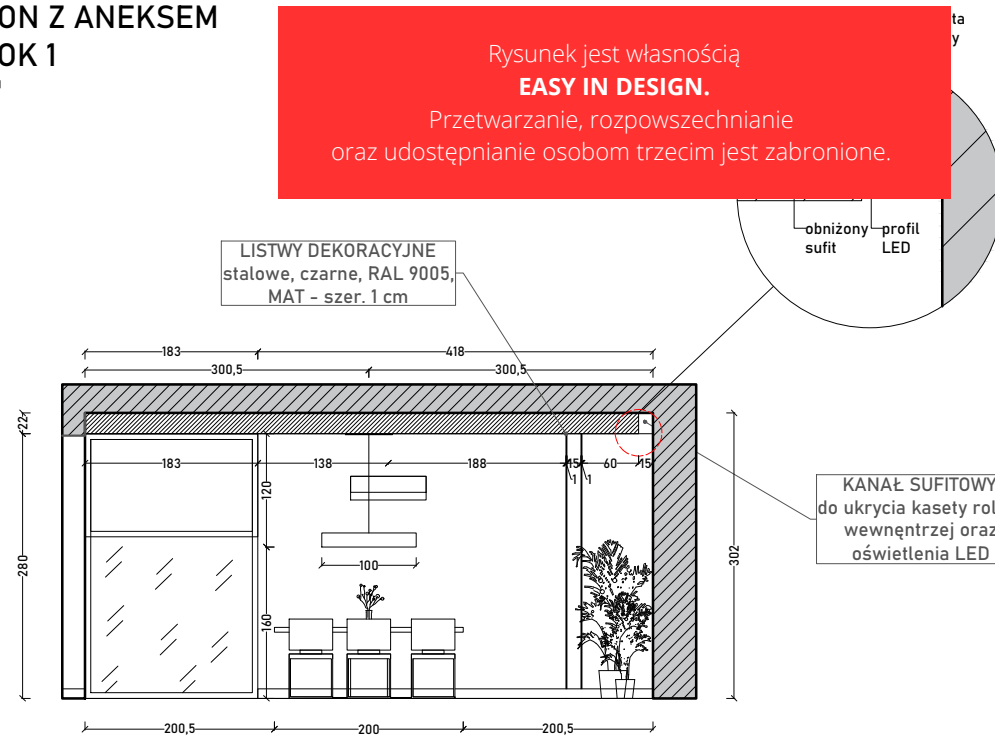 ON Z ANEKSEM
OK 1
Rysunek jest własnością
EASY IN DESIGN.
Przetwarzanie, rozpowszechnianie
oraz udostępnianie osobom trzecim jest zabronione.
ta
y
obniżony
sufit
profil
LED
LISTWY DEKORACYJNE
stalowe, czarne, RAL 9005,
MAT - szer. 1 cm
183
418
300,5
300,5
22
183
138
188
15
60
15
1
1
120
100
280
160
302
KANAŁ SUFITOWY
do ukrycia kasety rol
wewnęntrzej oraz
oświetlenia LED
200,5
200
200,5